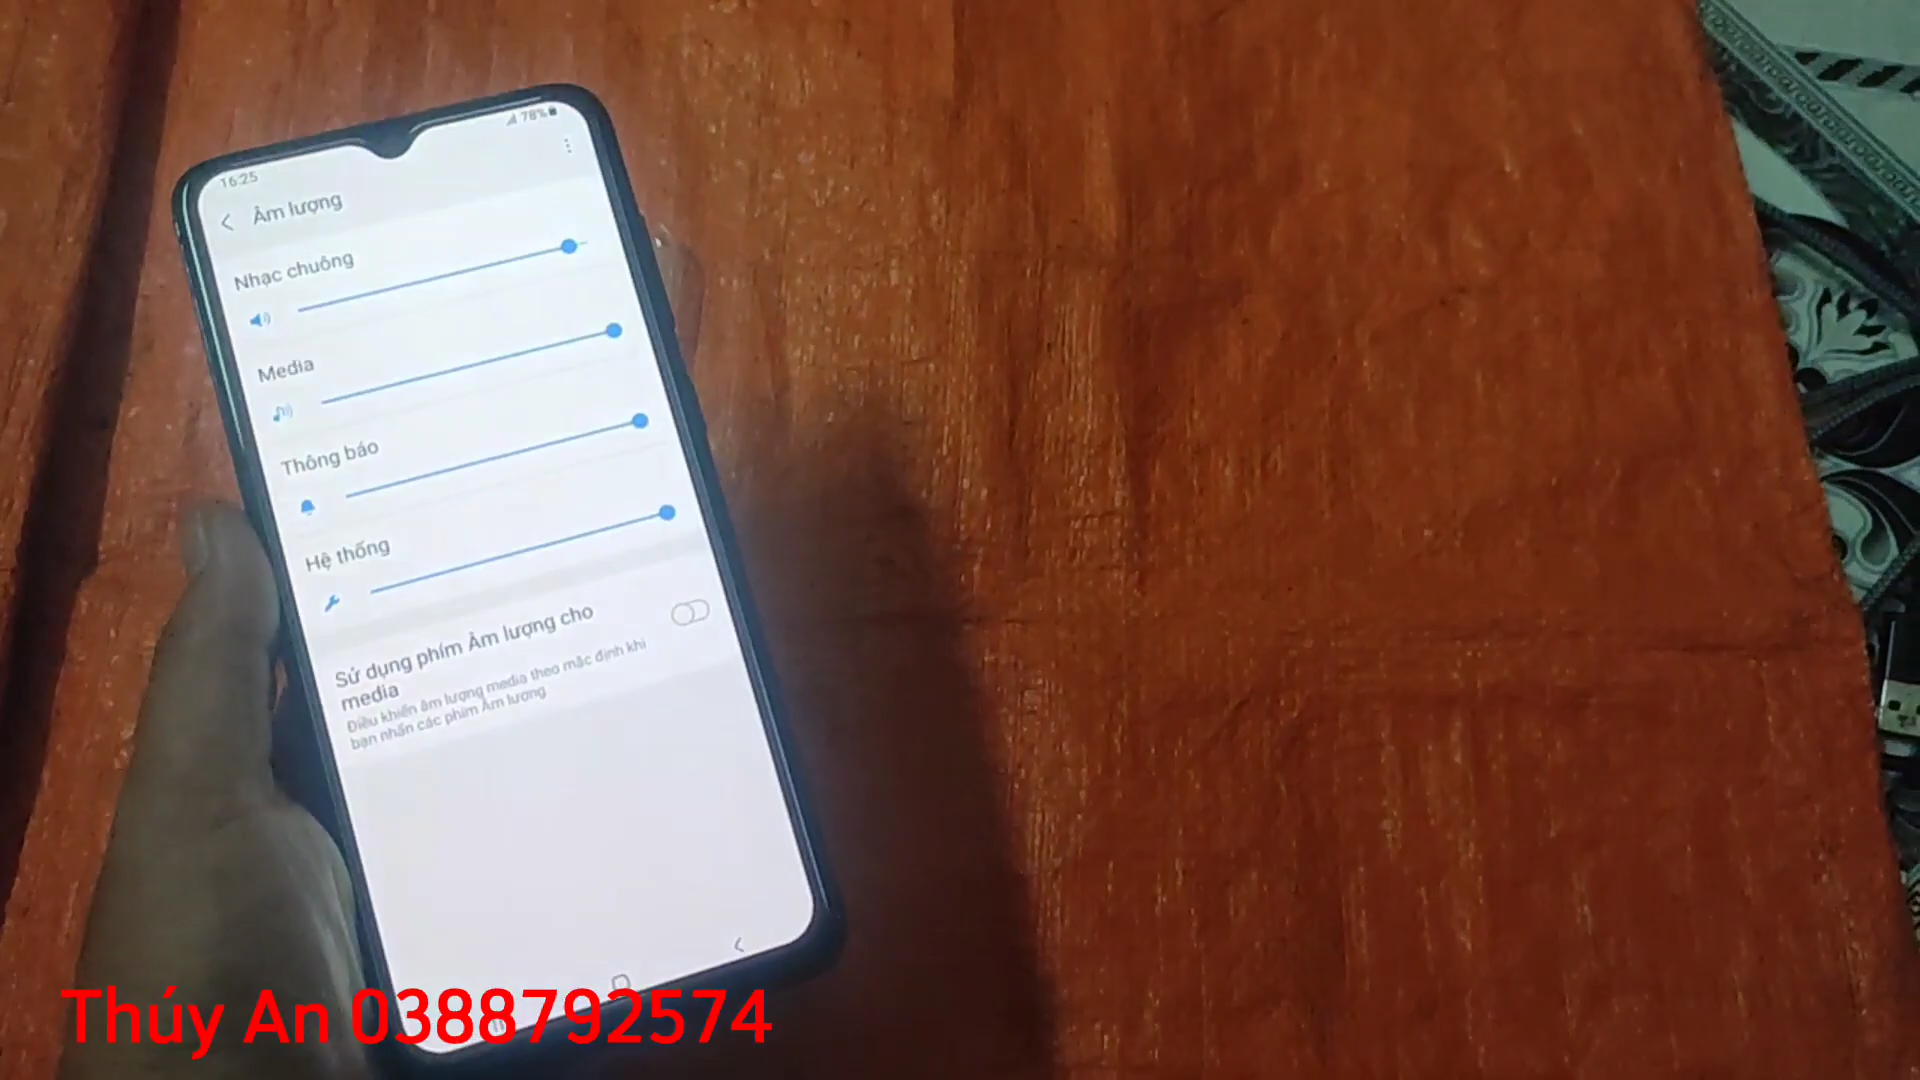 78%
16:25
Âm lượng
Nhạc chuông
Media
Thông báo
Hệ thống
Sử dụng phím Âm lượng cho
media
Điều khiển âm lượng media theo mặc định khi
bạn nhấn các phím Âm lượng
Thúy An 0388792574